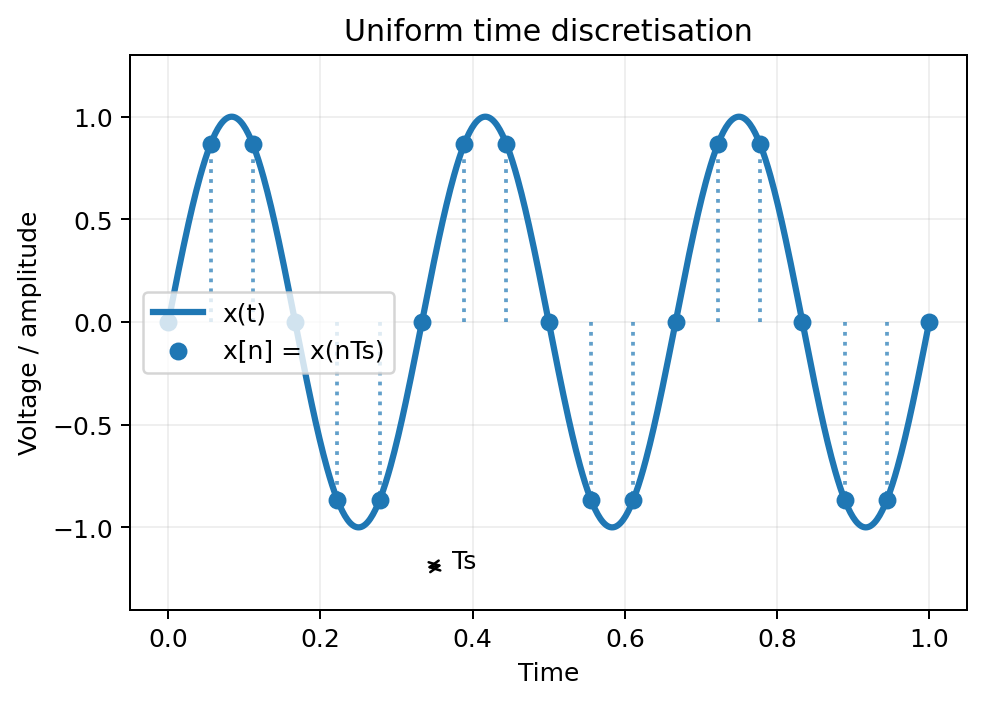 Uniform time discretisation
Voltage / amplitude
1.0
0.5
0.0
−0.5
−1.0
x(t)
x[n] = x(nTs)
Ts
0.0 0.2 0.4 0.6 0.8 1.0
Time